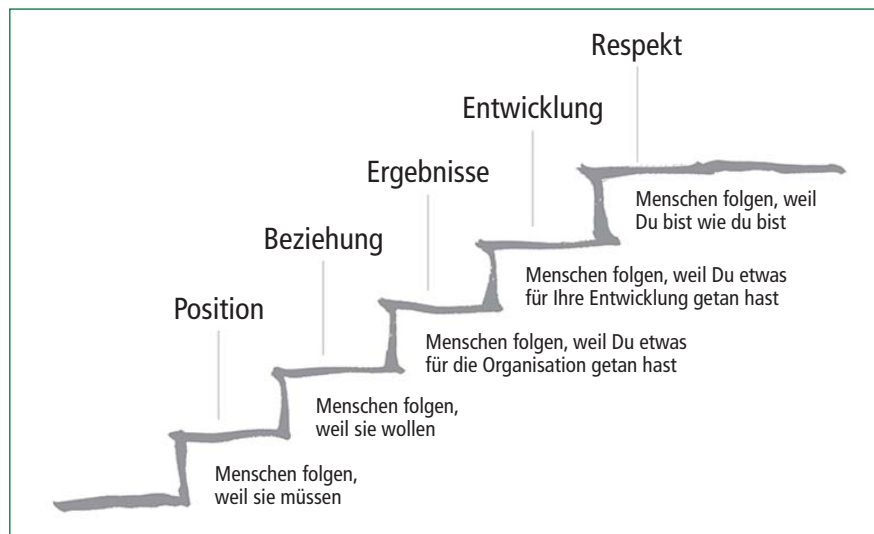 Respekt
Entwicklung
Ergebnisse
Beziehung
Position
Menschen folgen, weil
Du bist wie du bist
Menschen folgen, weil Du etwas
für Ihre Entwicklung getan hast
Menschen folgen, weil Du etwas
für die Organisation getan hast
Menschen folgen,
weil sie wollen
Menschen folgen,
weil sie müssen